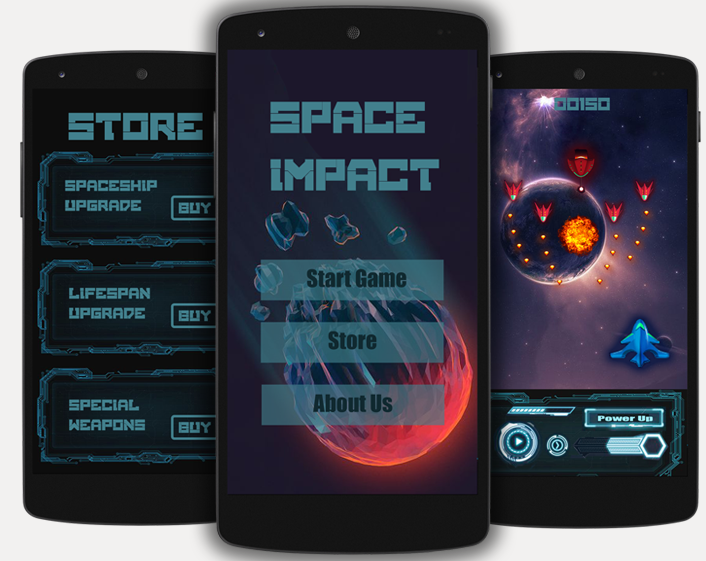 STORE
SPACESHIP
UPGRADE
BUY
LIFESPAN
UPGRADE
BUY
SPECIAL
WEAPONS
BUY
SPACE
IMPACT
Start Game
Store
About Us
00150
Power Up